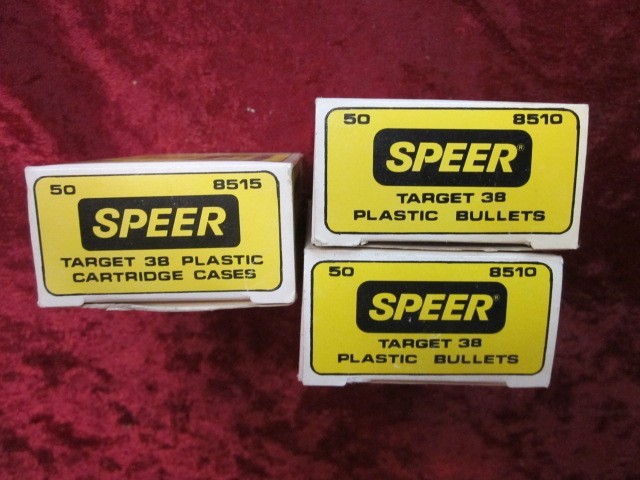 50 8515
SPEER
TARGET 38 PLASTIC
CARTRIDGE CASES
50 8510
SPEER®
TARGET 38
PLASTIC BULLETS
50 8510
SPEER®
TARGET 38
PLASTIC BULLETS